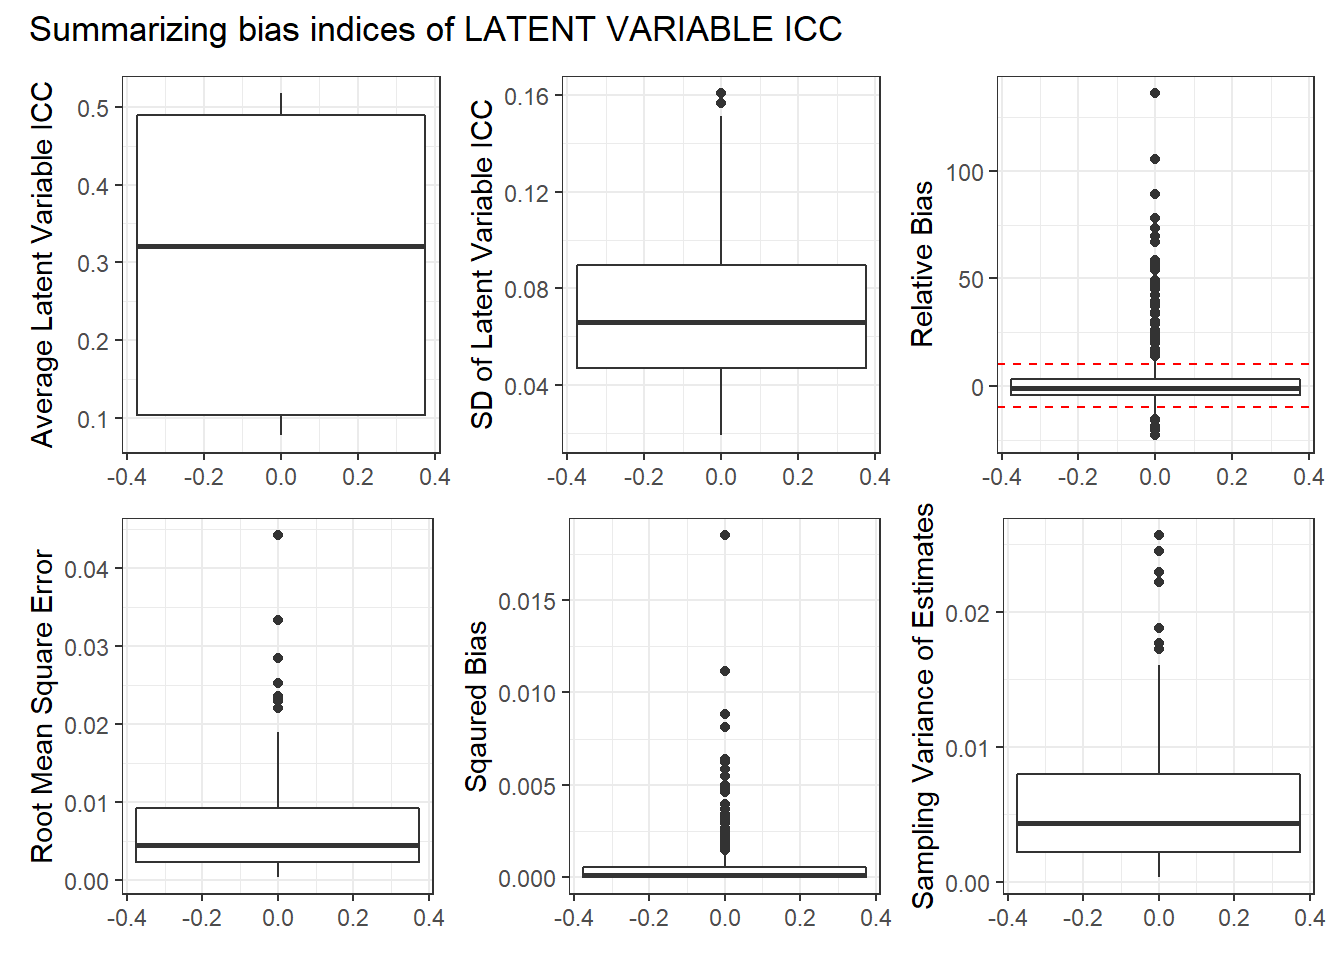 Summarizing bias indices of LATENT VARIABLE ICC
Average Latent Variable ICC
0.5
0.4
0.3
0.2
0.1
-0.4 -0.2 0.0 0.2 0.4
SD of Latent Variable ICC
0.16
0.12
0.08
0.04
-0.4 -0.2 0.0 0.2 0.4
Relative Bias
100
50
0
-0.4 -0.2 0.0 0.2 0.4
Root Mean Square Error
0.04
0.03
0.02
0.01
0.00
-0.4 -0.2 0.0 0.2 0.4
Sqaured Bias
0.015
0.010
0.005
0.000
-0.4 -0.2 0.0 0.2 0.4
Sampling Variance of Estimates
0.02
0.01
0.00
-0.4 -0.2 0.0 0.2 0.4